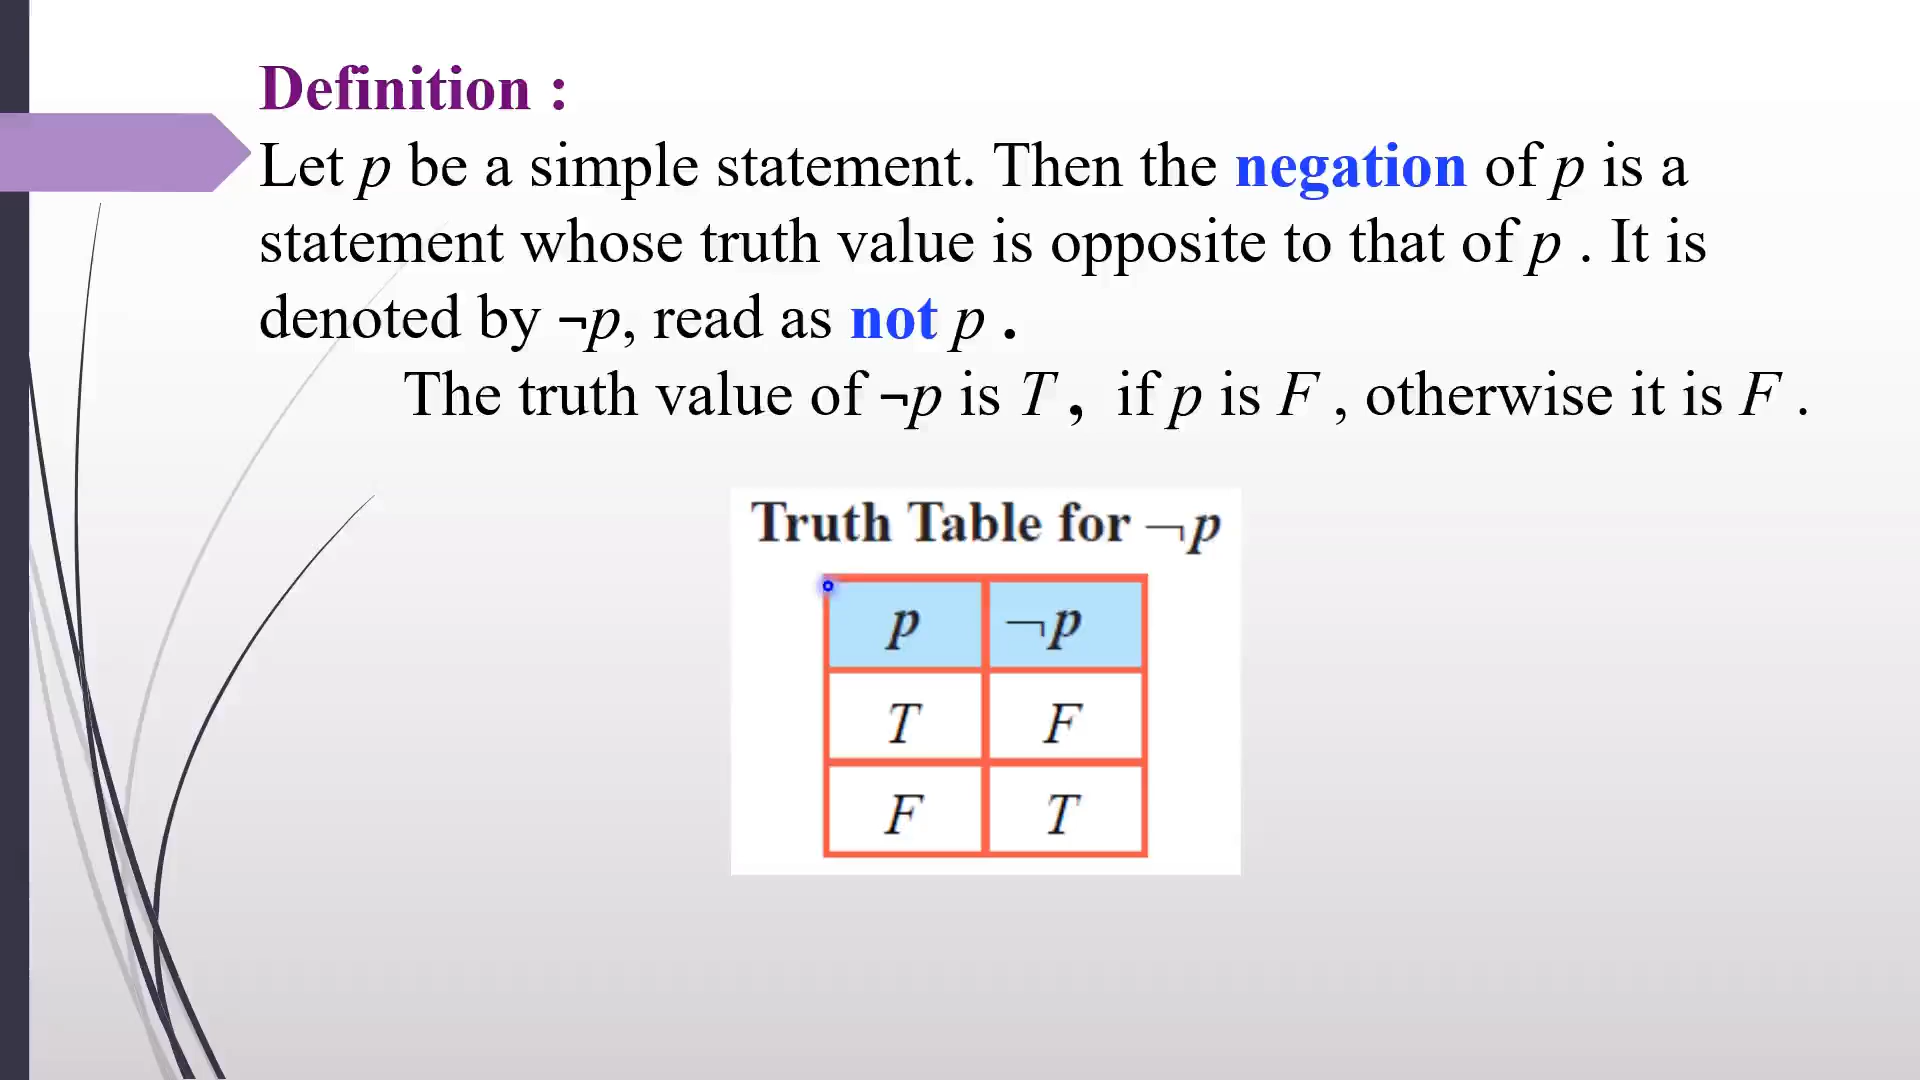 Definition :
Let p be a simple statement. Then the negation of p is a
statement whose truth value is opposite to that of p . It is
denoted by ¬p, read as not p .
The truth value of ¬p is T , if p is F , otherwise it is F .
Truth Table for ¬p
p ¬p
T F
F T